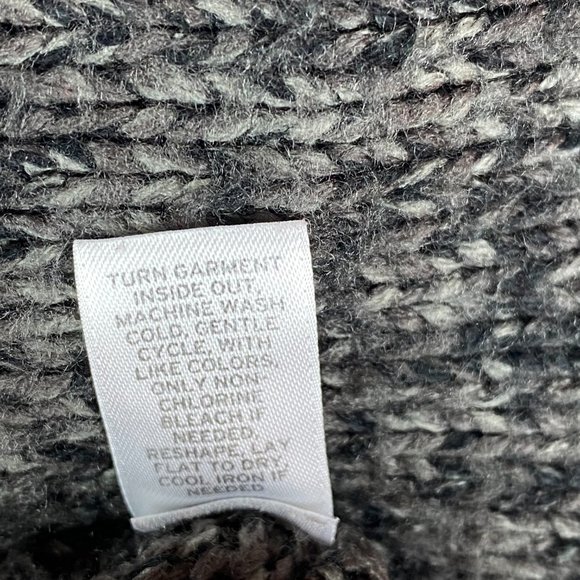 TURN GARMENT
INSIDE OUT,
MACHINE WASH
COLD, GENTLE
CYCLE, WITH
LIKE COLORS,
ONLY NON
CHLORINE
BLEACH IF
NEEDED,
RESHAPE, LAY
FLAT TO DRY,
COOL IRON IF
NEEDED